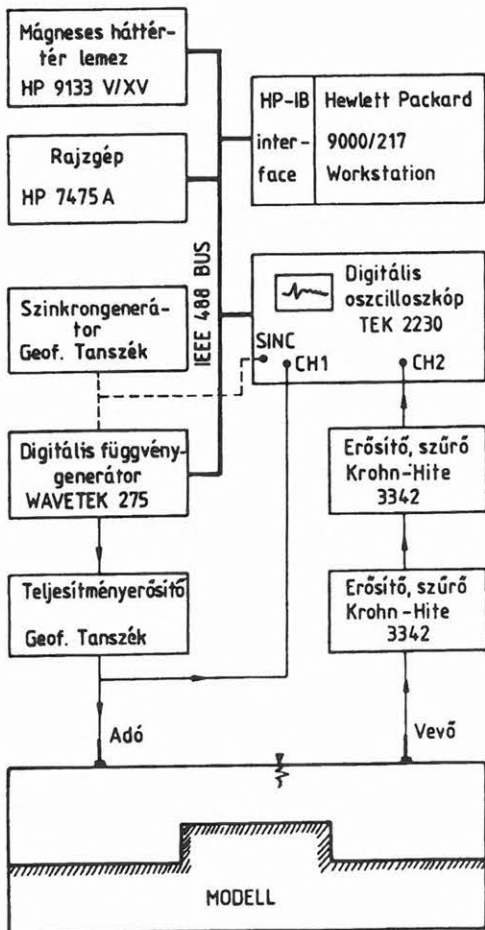 Mágneses háttér-
tér lemez
HP 9133 V/XV
HP-IB
inter-
face
Hewlett Packard
9000/217
Workstation
Rajzgép
HP 7475A
IEEE 488 BUS
Szinkrongenerá-
tor
Geof. Tanszék
Digitális
oszcilloszkóp
TEK 2230
SINC
CH1
CH2
Digitális függvény-
generátor
WAVETEK 275
Erősítő, szűrő
Krohn-Hite
3342
Teljesítményerősítő
Geof. Tanszék
Erősítő, szűrő
Krohn-Hite
3342
Adó
Vevő
MODELL